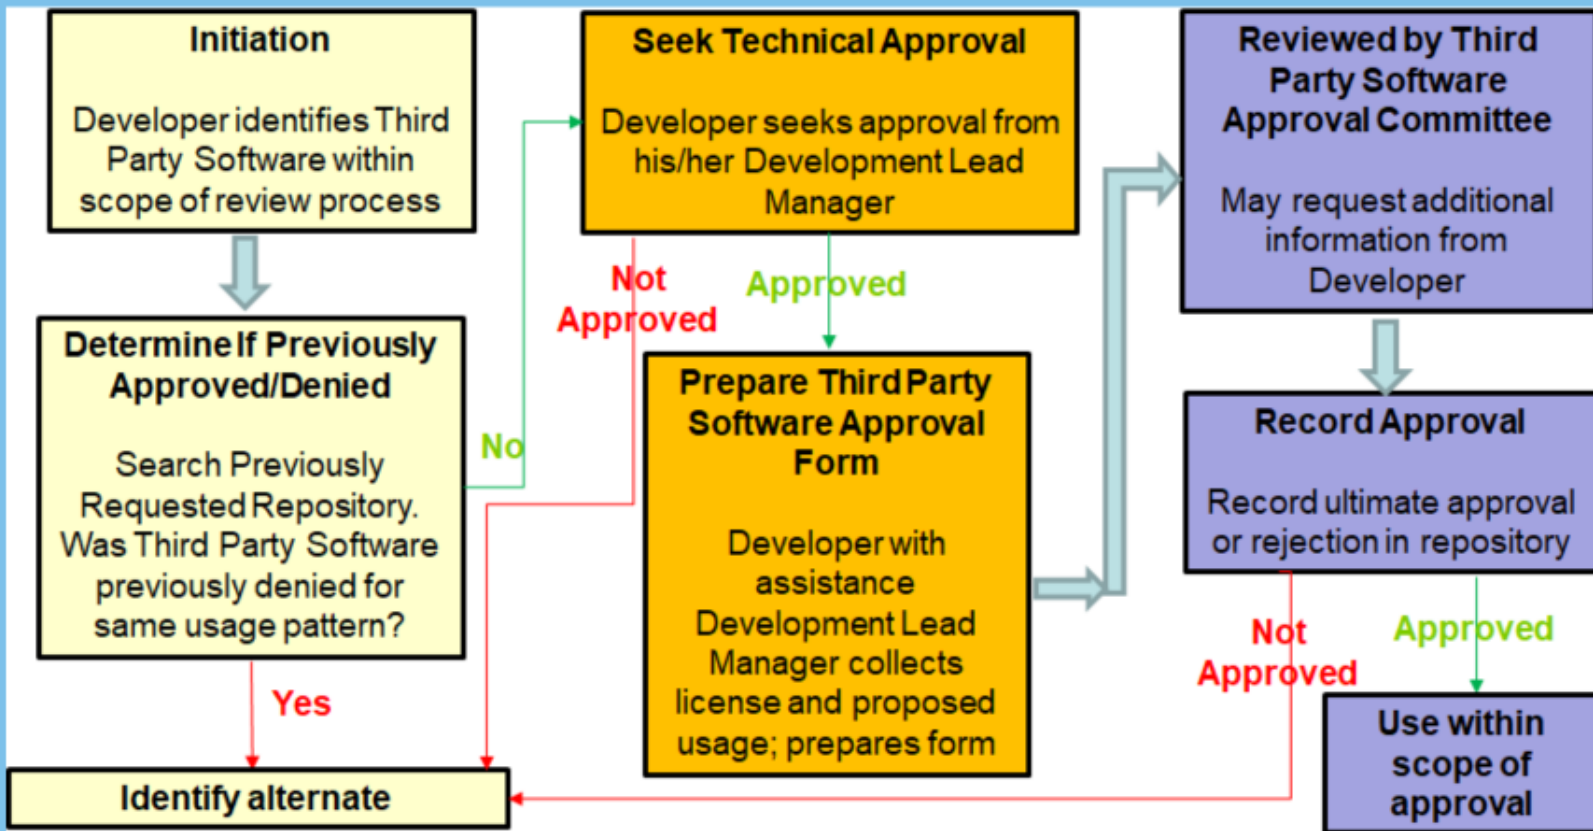 Initiation
Developer identifies Third
Party Software within
scope of review process
Determine If Previously
Approved/Denied
Search Previously
Requested Repository.
Was Third Party Software
previously denied for
same usage pattern?
Yes
No
Identify alternate
Seek Technical Approval
Developer seeks approval from
his/her Development Lead
Manager
Not
Approved
Approved
Prepare Third Party
Software Approval
Form
Developer with
assistance
Development Lead
Manager collects
license and proposed
usage; prepares form
Reviewed by Third
Party Software
Approval Committee
May request additional
information from
Developer
Record Approval
Record ultimate approval
or rejection in repository
Not
Approved
Approved
Use within
scope of
approval